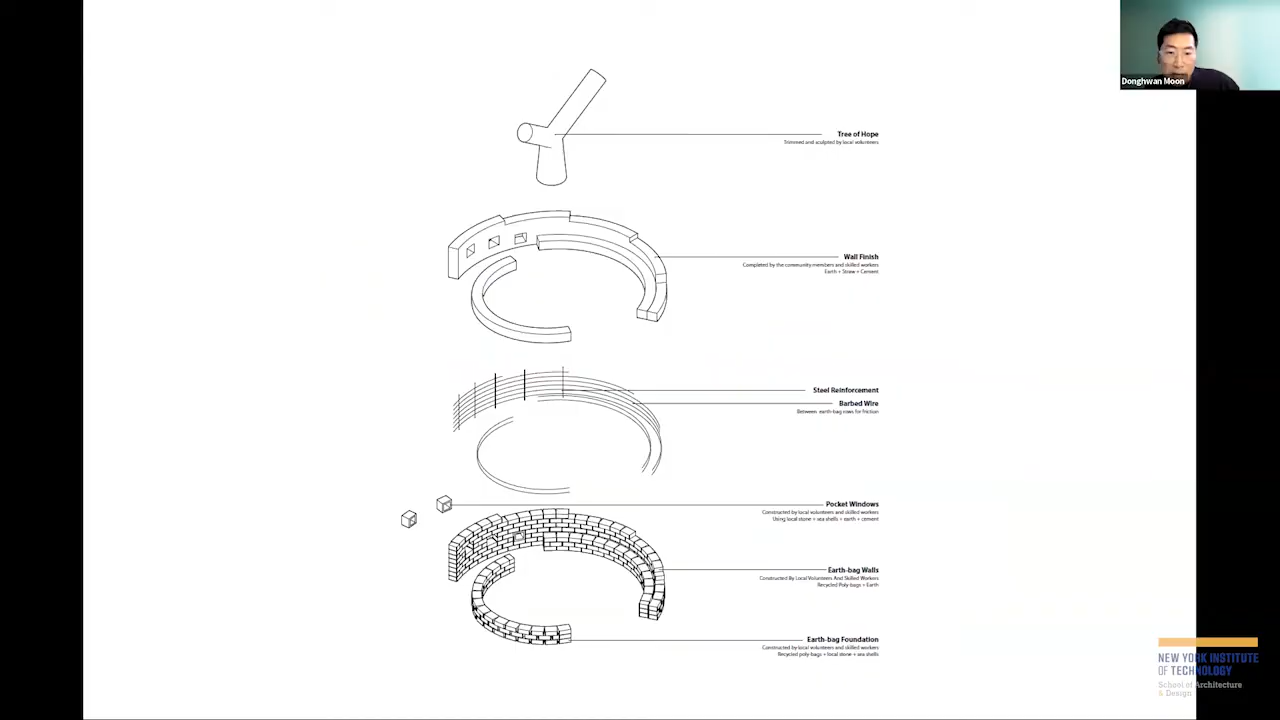 Donghwan Moon
Tree of Hope
Trimmed and sculpted by local volunteers
Wall Finish
Completed by the community members and skilled workers
Earth + Straw + Cement
Steel Reinforcement
Barbed Wire
Between earth-bag rows for friction
Pocket Windows
Constructed by local volunteers and skilled workers
Using local stone + sea shells + earth + cement
Earth-bag Walls
Constructed By Local Volunteers And Skilled Workers
Recycled Poly bags + Earth
Earth-bag Foundation
Constructed by local volunteers and skilled workers
Recycled poly-bags + local stone + sea shells
NEW YORK INSTITUTE
OF TECHNOLOGY
School of Architecture
& Design